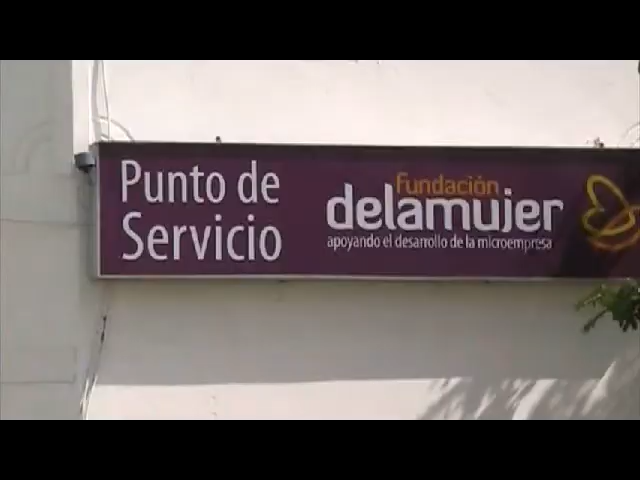 Punto de
Servicio
Fundación
delamujer
apoyando el desarrollo de la microempresa